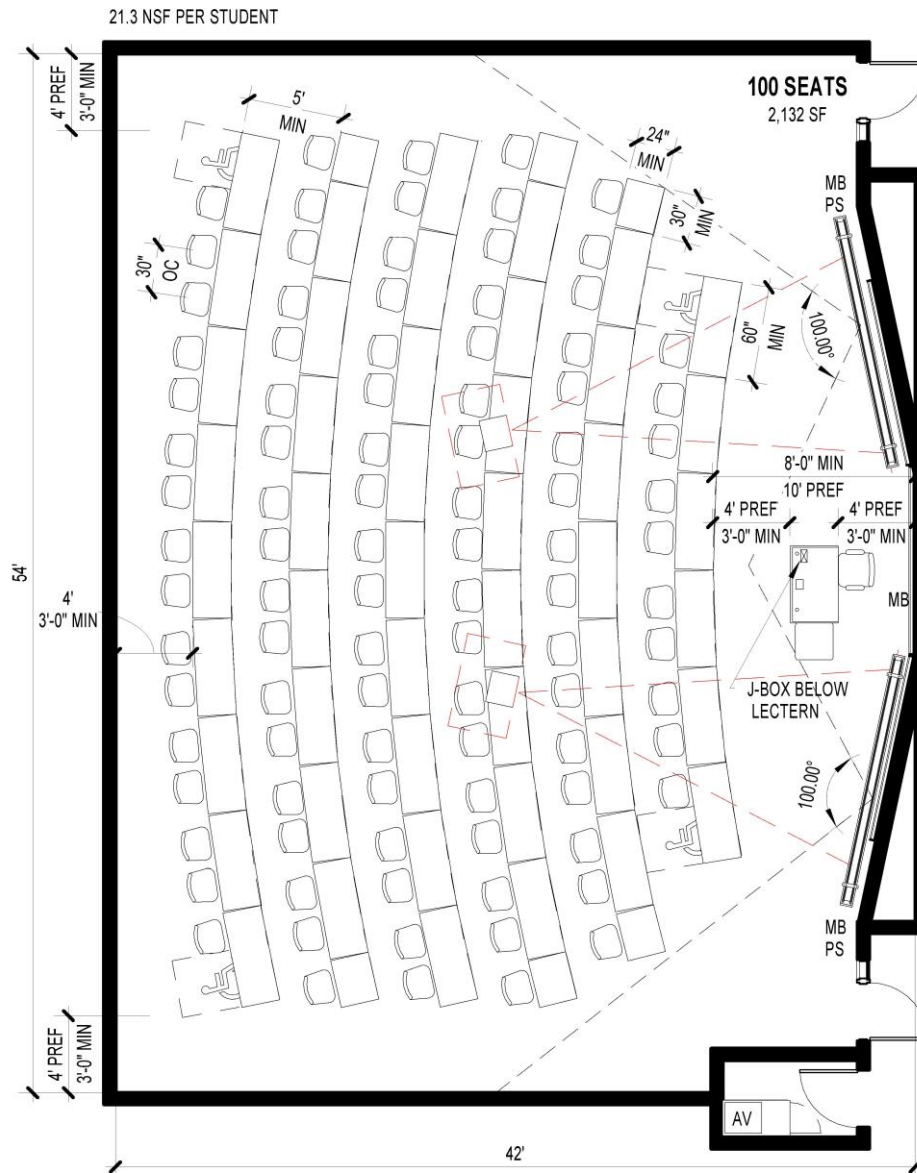 21.3 NSF PER STUDENT
4' PREF
3'-0" MIN
5'
MIN
100 SEATS
2,132 SF
24"
MIN
30"
MIN
MB
PS
30"
OC
60"
MIN
100.00°
8'-0" MIN
10' PREF
4' PREF
3'-0" MIN
4' PREF
3'-0" MIN
54'
4'
3'-0" MIN
MB
J-BOX BELOW
LECTERN
100.00°
MB
PS
4' PREF
3'-0" MIN
AV
42'